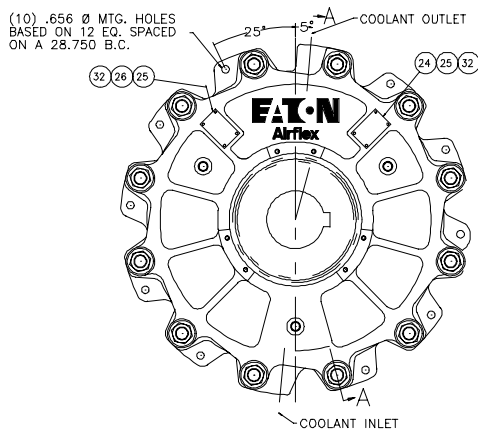 (10) .656 Ø MTG. HOLES
BASED ON 12 EQ. SPACED
ON A 28.750 B.C.
25°
5°
A
COOLANT OUTLET
32 26 25
24 25 32
EATON
Airflex
A
COOLANT INLET